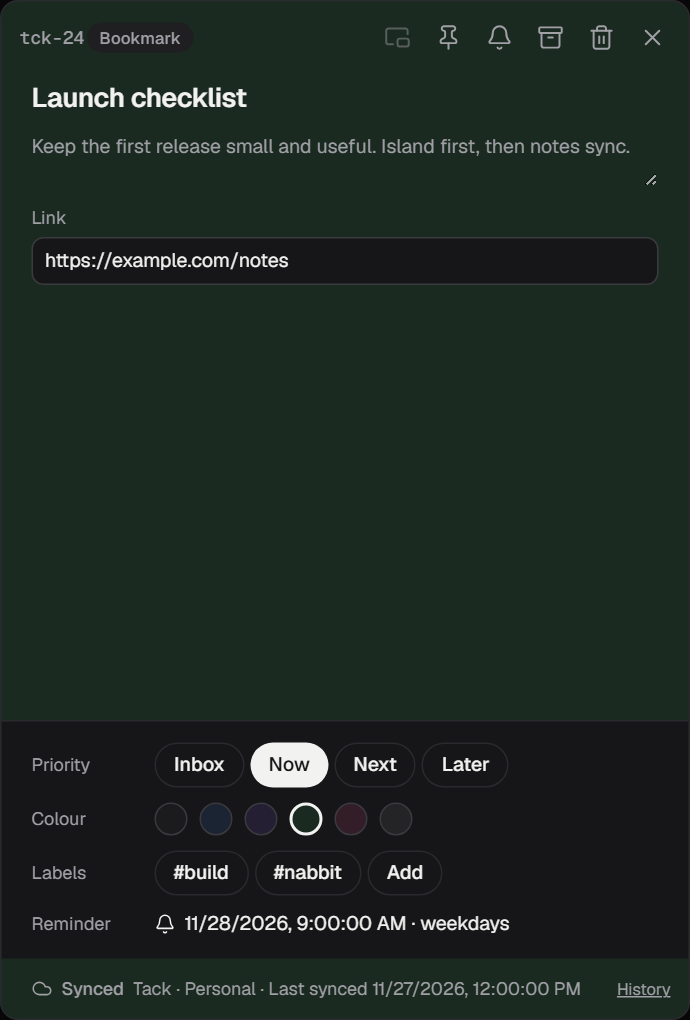 tck-24 Bookmark
Launch checklist
Keep the first release small and useful. Island first, then notes sync.
Link
https://example.com/notes
Priority Inbox Now Next Later
Colour
Labels #build #nabbit Add
Reminder 11/28/2026, 9:00:00 AM · weekdays
Synced Tack · Personal · Last synced 11/27/2026, 12:00:00 PM History